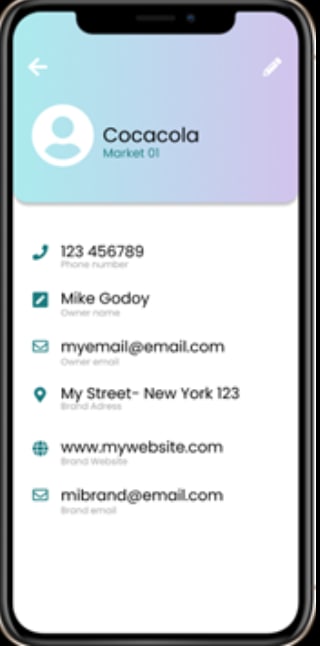 Cocacola
Market 01
123 456789
Phone number
Mike Godoy
Owner name
myemail@email.com
Owner email
My Street- New York 123
Brand Adress
www.mywebsite.com
Brand Website
mibrand@email.com
Brand email